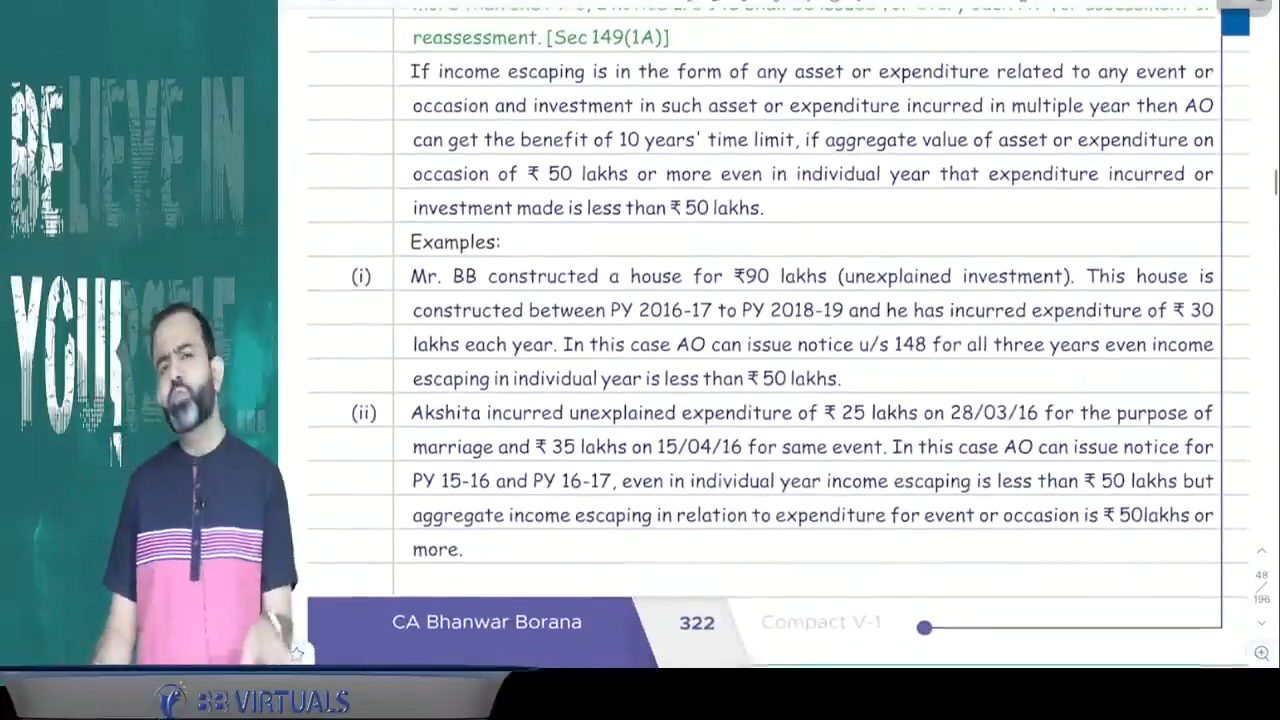 reassessment. [Sec 149(1A)]
If income escaping is in the form of any asset or expenditure related to any event or
occasion and investment in such asset or expenditure incurred in multiple year then AO
can get the benefit of 10 years' time limit, if aggregate value of asset or expenditure on
occasion of ₹ 50 lakhs or more even in individual year that expenditure incurred or
investment made is less than ₹ 50 lakhs.
Examples:
(i) Mr. BB constructed a house for ₹90 lakhs (unexplained investment). This house is
constructed between PY 2016-17 to PY 2018-19 and he has incurred expenditure of ₹ 30
lakhs each year. In this case AO can issue notice u/s 148 for all three years even income
escaping in individual year is less than ₹ 50 lakhs.
(ii) Akshita incurred unexplained expenditure of ₹ 25 lakhs on 28/03/16 for the purpose of
marriage and ₹ 35 lakhs on 15/04/16 for same event. In this case AO can issue notice for
PY 15-16 and PY 16-17, even in individual year income escaping is less than ₹ 50 lakhs but
aggregate income escaping in relation to expenditure for event or occasion is ₹ 50lakhs or
more.
CA Bhanwar Borana 322 Compact V-1
48
/
196
BELIEVE IN
YOU!
BB VIRTUALS